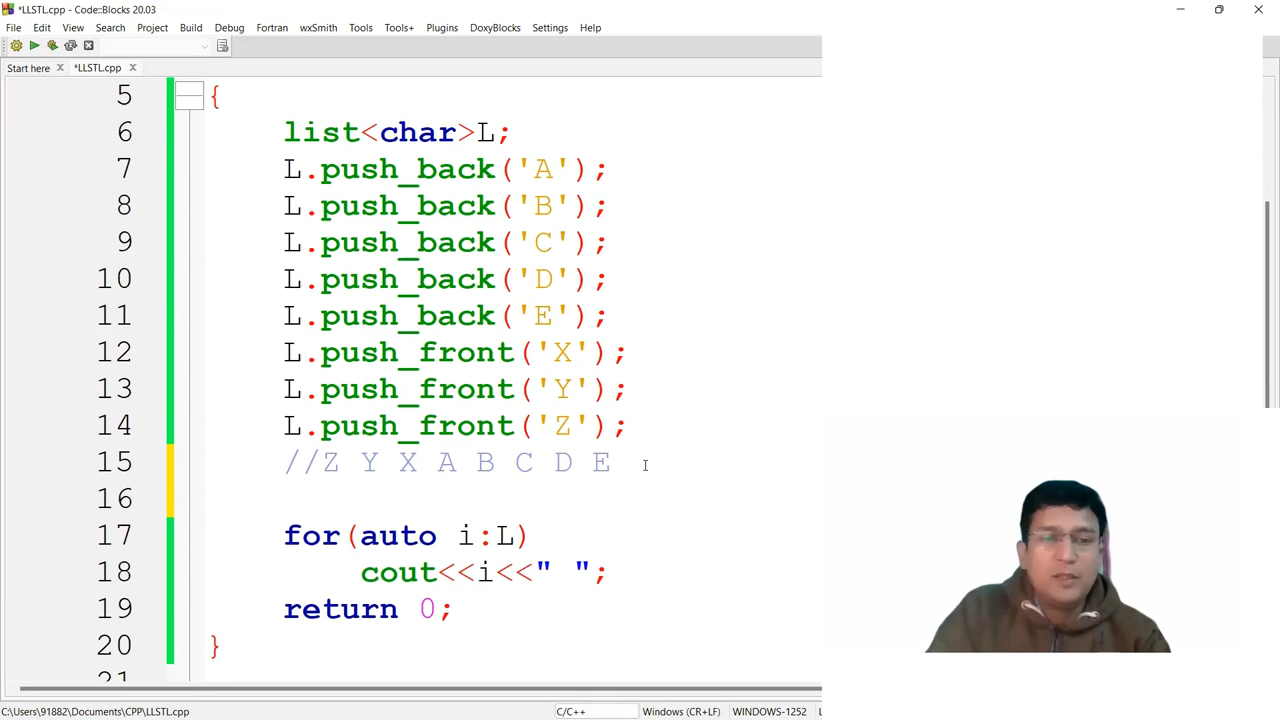 *LLSTL.cpp - Code::Blocks 20.03
File Edit View Search Project Build Debug Fortran wxSmith Tools Tools+ Plugins DoxyBlocks Settings Help
Start here *LLSTL.cpp
5 {
6 list<char>L;
7 L.push_back('A');
8 L.push_back('B');
9 L.push_back('C');
10 L.push_back('D');
11 L.push_back('E');
12 L.push_front('X');
13 L.push_front('Y');
14 L.push_front('Z');
15 //Z Y X A B C D E
16
17 for(auto i:L)
18 cout<<i<<" ";
19 return 0;
20 }
21
C:\Users\91882\Documents\CPP\LLSTL.cpp C/C++ Windows (CR+LF) WINDOWS-1252